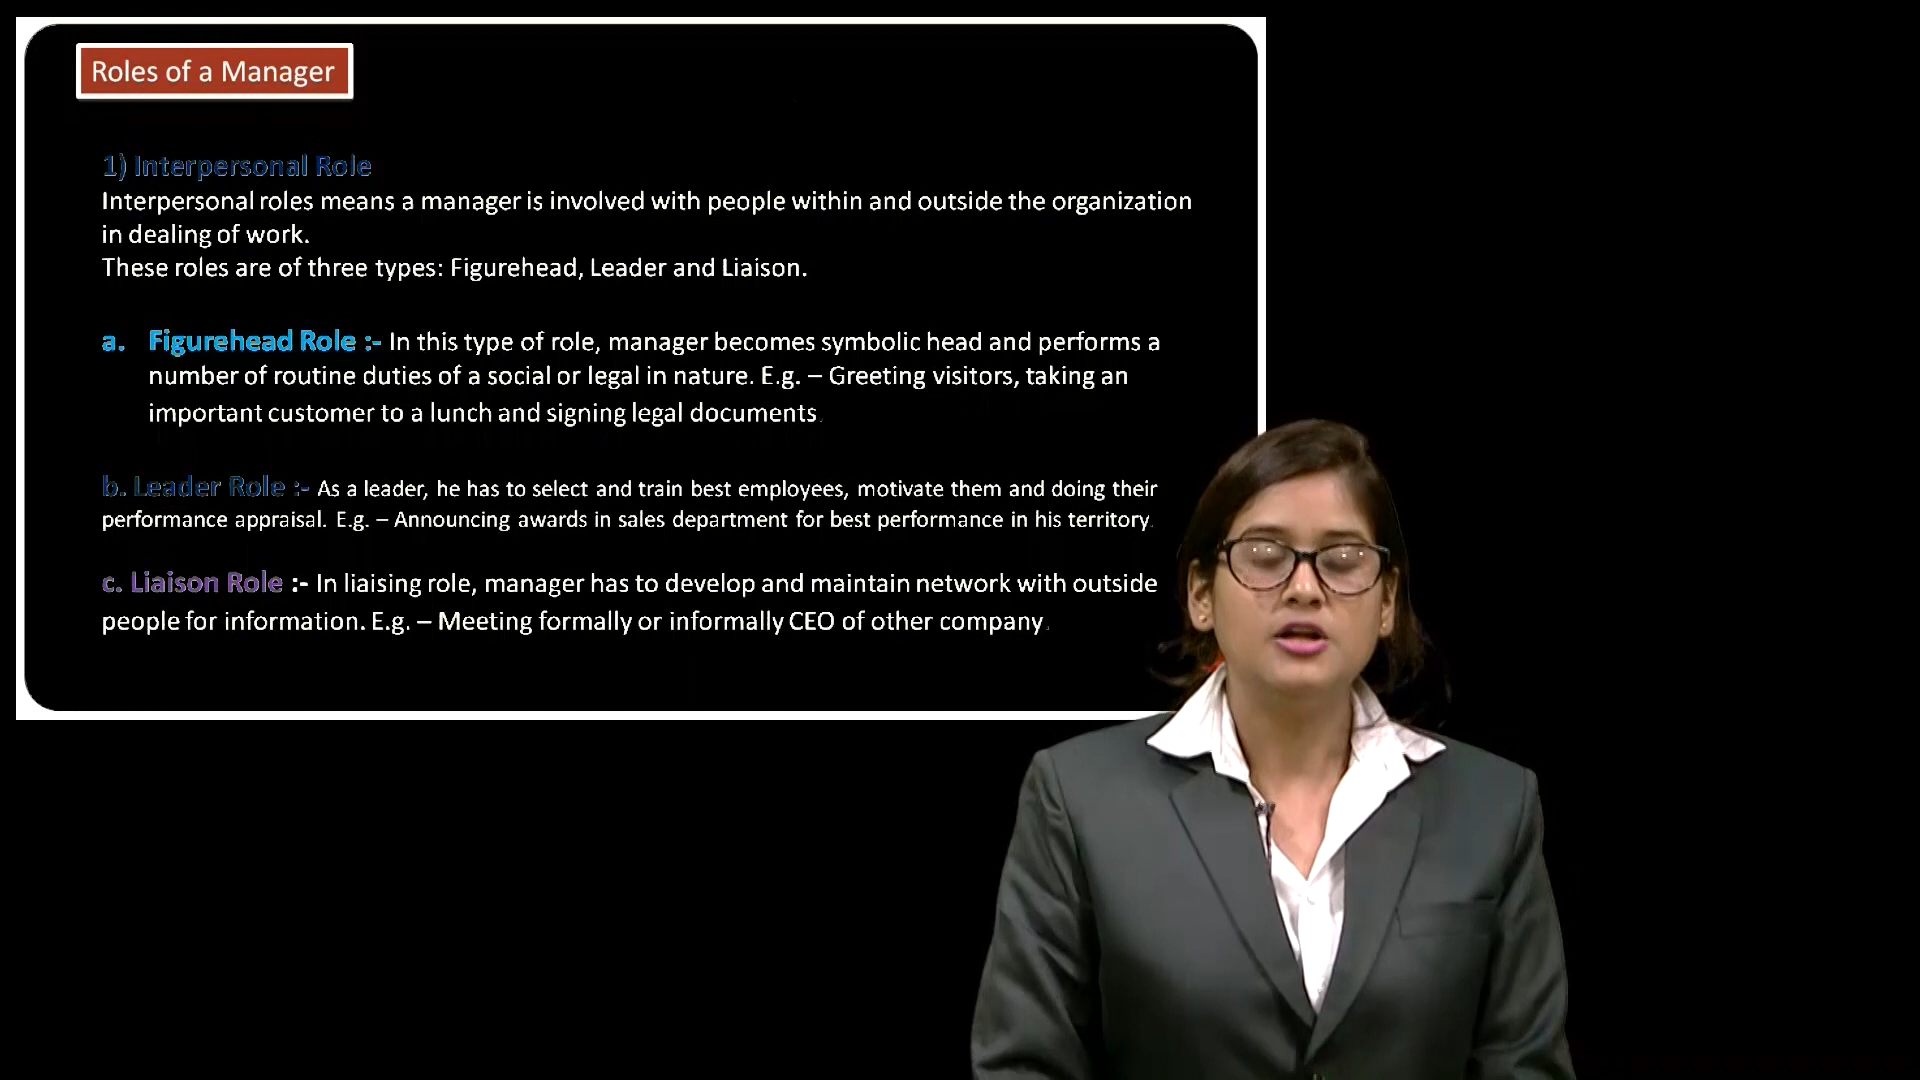 Roles of a Manager
1) Interpersonal Role
Interpersonal roles means a manager is involved with people within and outside the organization
in dealing of work.
These roles are of three types: Figurehead, Leader and Liaison.
a. Figurehead Role :- In this type of role, manager becomes symbolic head and performs a
number of routine duties of a social or legal in nature. E.g. – Greeting visitors, taking an
important customer to a lunch and signing legal documents.
b. Leader Role :- As a leader, he has to select and train best employees, motivate them and doing their
performance appraisal. E.g. – Announcing awards in sales department for best performance in his territory.
c. Liaison Role :- In liaising role, manager has to develop and maintain network with outside
people for information. E.g. – Meeting formally or informally CEO of other company.